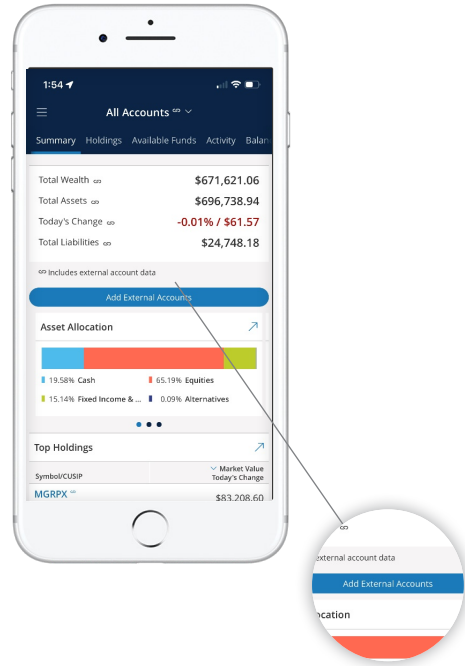 1:54
All Accounts
Summary Holdings Available Funds Activity Balan
Total Wealth $671,621.06
Total Assets $696,738.94
Today's Change -0.01% / $61.57
Total Liabilities $24,748.18
Includes external account data
Add External Accounts
Asset Allocation
19.58% Cash 65.19% Equities
15.14% Fixed Income & ... 0.09% Alternatives
Top Holdings
Symbol/CUSIP Market Value
Today's Change
MGRPX $83,208.60
external account data
Add External Accounts
ocation